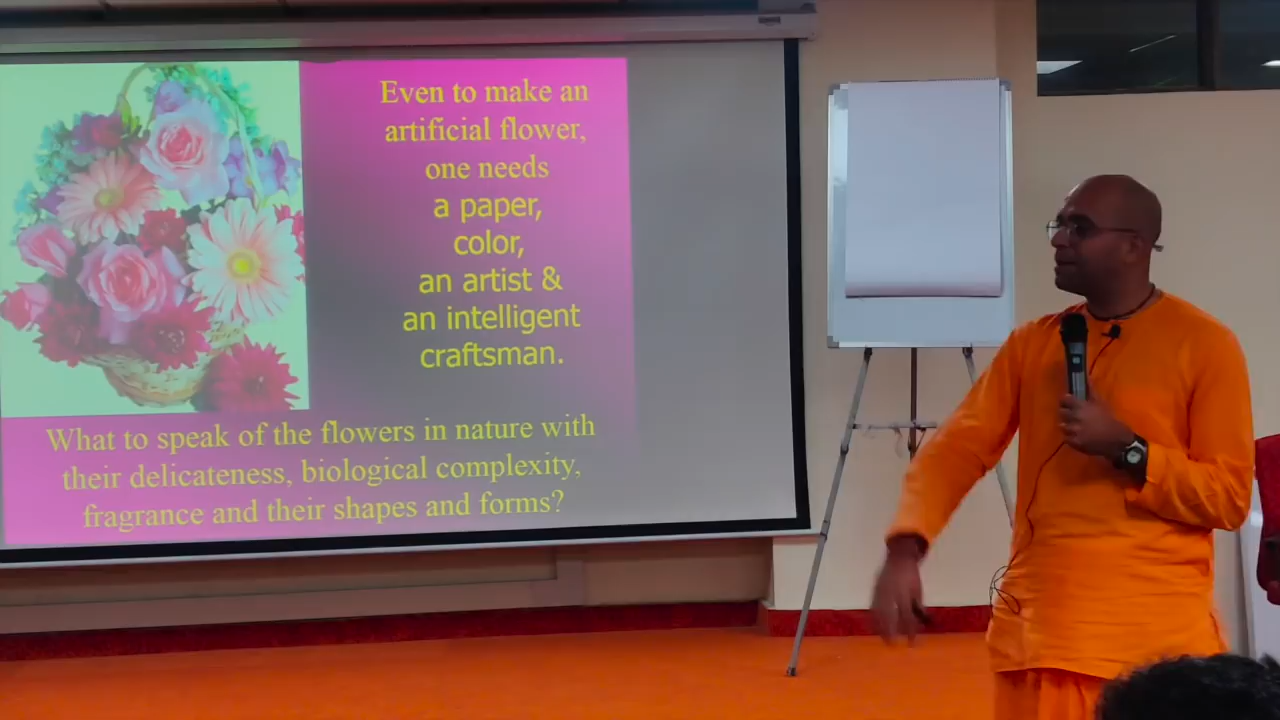 Even to make an
artificial flower,
one needs
a paper,
color,
an artist &
an intelligent
craftsman.
What to speak of the flowers in nature with
their delicateness, biological complexity,
fragrance and their shapes and forms?